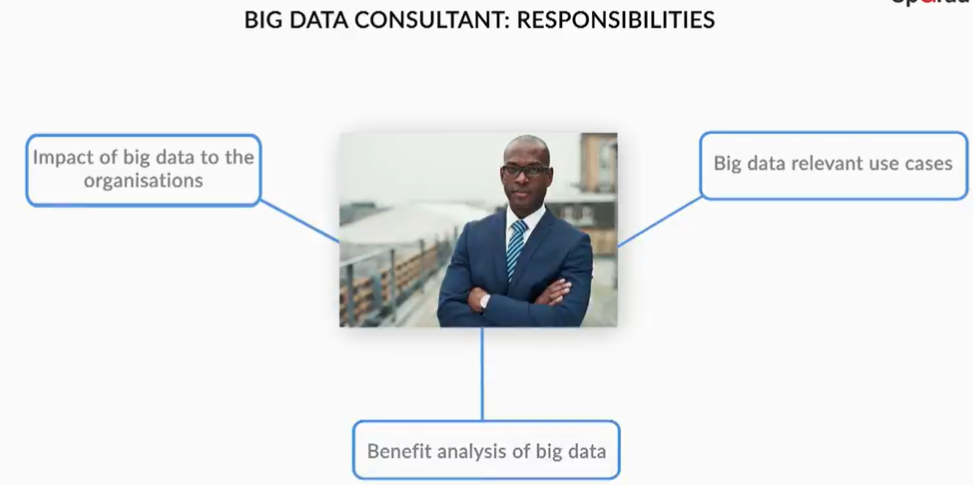 BIG DATA CONSULTANT: RESPONSIBILITIES
Impact of big data to the
organisations
Big data relevant use cases
Benefit analysis of big data